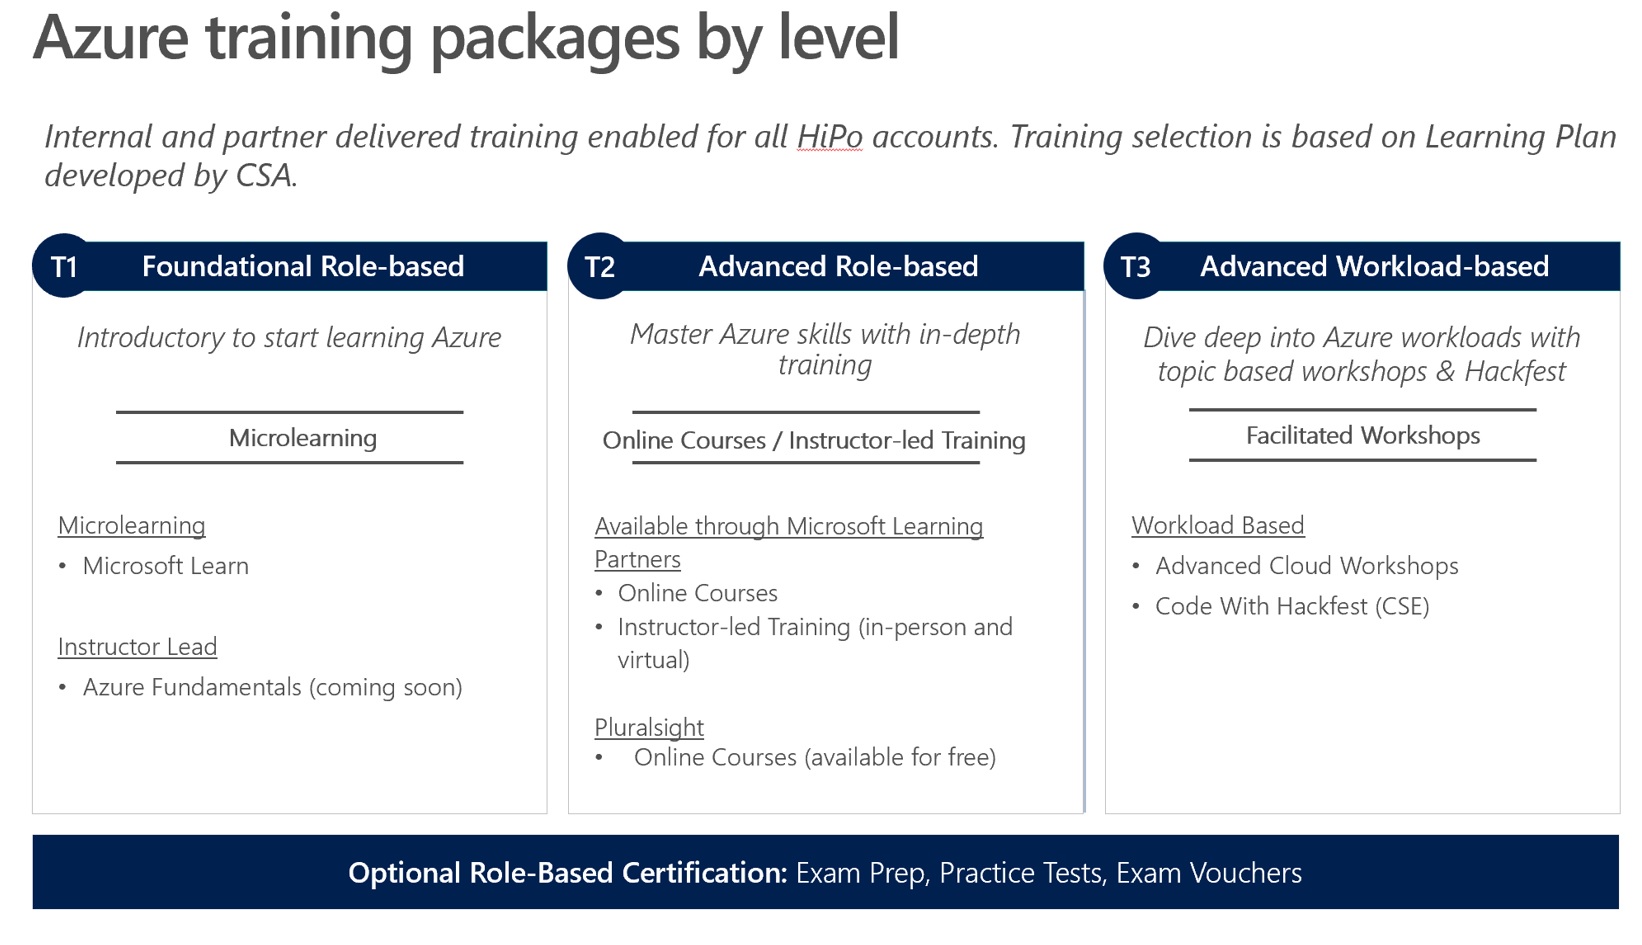 Azure training packages by level
Internal and partner delivered training enabled for all HiPo accounts. Training selection is based on Learning Plan
developed by CSA.
T1 Foundational Role-based
Introductory to start learning Azure
Microlearning
Microlearning
• Microsoft Learn
Instructor Lead
• Azure Fundamentals (coming soon)
T2 Advanced Role-based
Master Azure skills with in-depth
training
Online Courses / Instructor-led Training
Available through Microsoft Learning
Partners
• Online Courses
• Instructor-led Training (in-person and
virtual)
Pluralsight
• Online Courses (available for free)
T3 Advanced Workload-based
Dive deep into Azure workloads with
topic based workshops & Hackfest
Facilitated Workshops
Workload Based
• Advanced Cloud Workshops
• Code With Hackfest (CSE)
Optional Role-Based Certification: Exam Prep, Practice Tests, Exam Vouchers